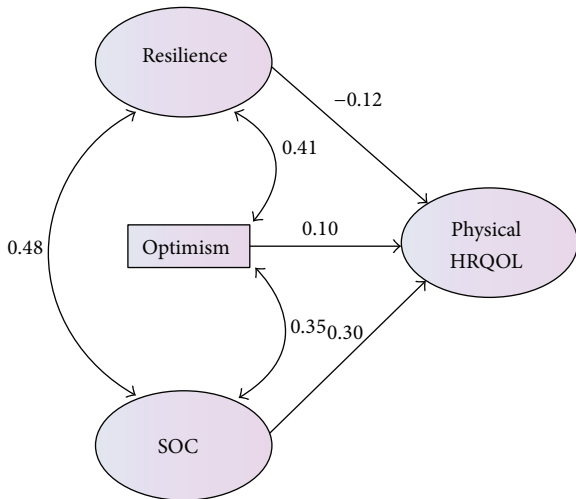 Resilience
−0.12
0.41
0.48
Optimism
0.10
Physical
HRQOL
0.35
0.30
SOC